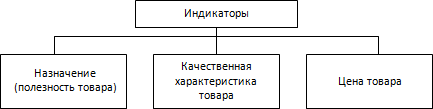 Индикаторы
Назначение
(полезность товара)
Качественная
характеристика
товара
Цена товара